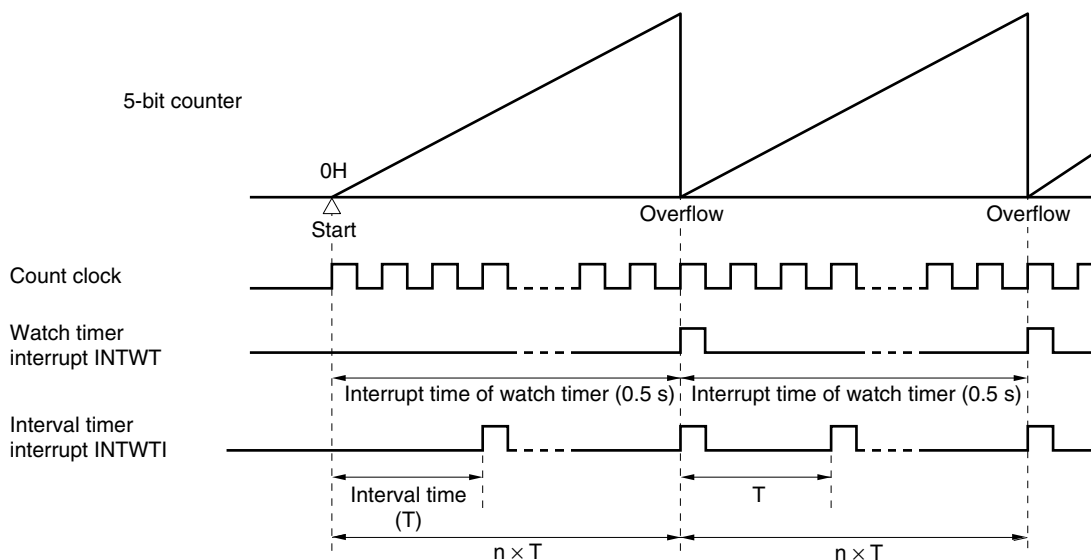 5-bit counter
0H
Start
Overflow
Overflow
Count clock
Watch timer
interrupt INTWT
Interrupt time of watch timer (0.5 s)
Interrupt time of watch timer (0.5 s)
Interval timer
interrupt INTWTI
Interval time
(T)
T
n × T
n × T